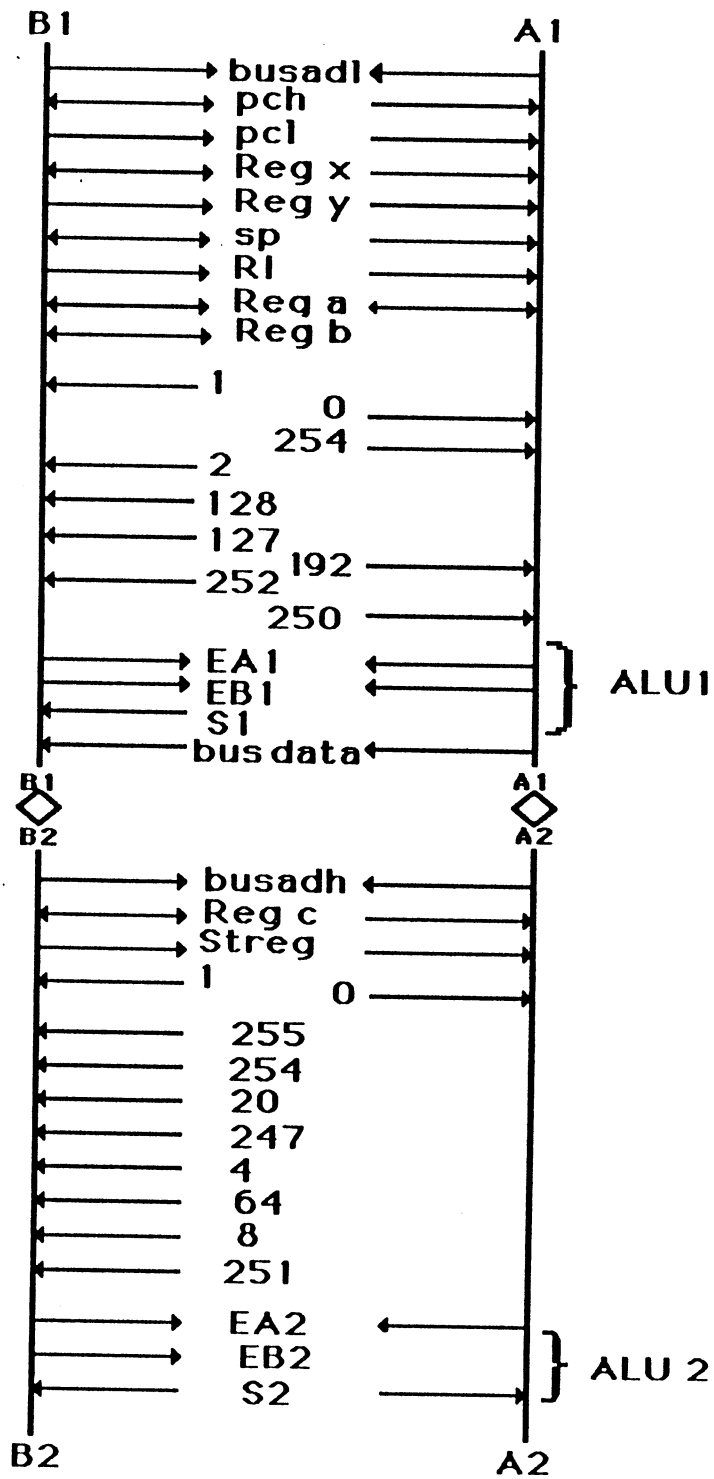 B1 A1
busadl
pch
pcl
Reg x
Reg y
sp
RI
Reg a
Reg b
1
0
254
2
128
127
192
252
250
EA1
EB1
ALU1
S1
bus data
B1 A1
B2 A2
busadh
Reg c
Streg
1
0
255
254
20
247
4
64
8
251
EA2
EB2
ALU 2
S2
B2 A2